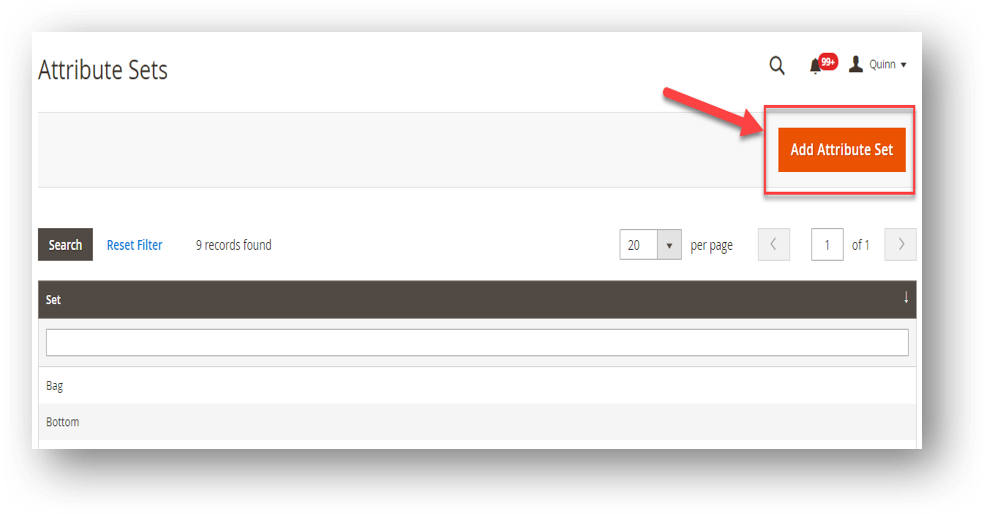 Attribute Sets
99+
Quinn
Add Attribute Set
Search Reset Filter 9 records found 20 per page 1 of 1
Set
Bag
Bottom